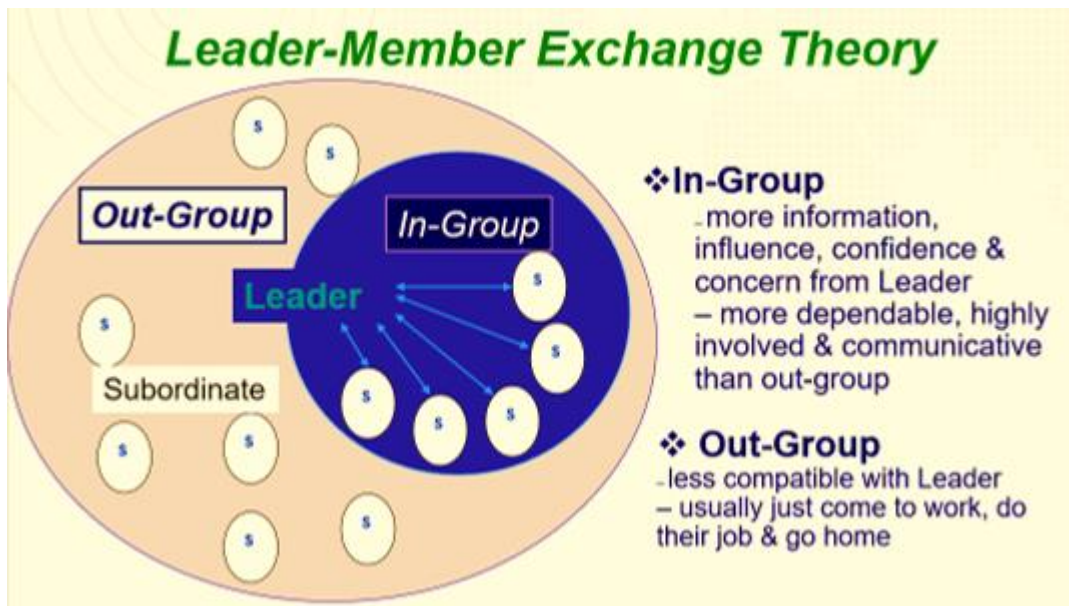 Leader-Member Exchange Theory
S
S
Out-Group
In-Group
Leader
S
S
S
Subordinate
S
S
S
S
S
S
S
❖In-Group
–more information,
influence, confidence &
concern from Leader
– more dependable, highly
involved & communicative
than out-group
❖ Out-Group
–less compatible with Leader
– usually just come to work, do
their job & go home